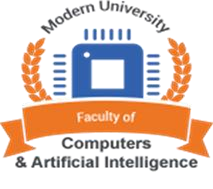 Modern University
Faculty of
Computers
& Artificial Intelligence